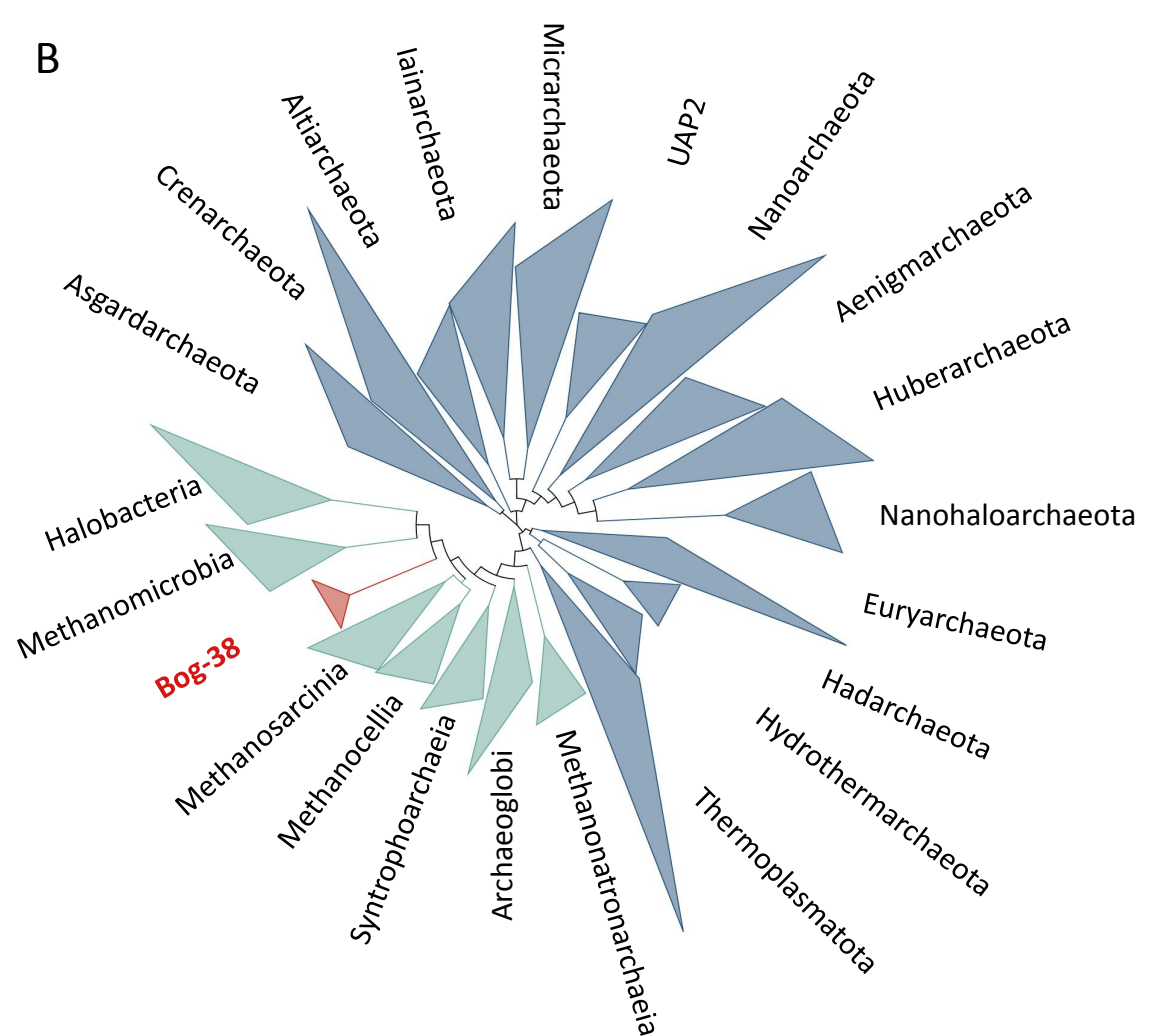 B
Micrarchaeota
Iainarchaeota
UAP2
Nanoarchaeota
Altiarchaeota
Crenarchaeota
Aenigmarchaeota
Asgardarchaeota
Huberarchaeota
Halobacteria
Nanohaloarchaeota
Methanomicrobia
Euryarchaeota
Bog-38
Hadarchaeota
Methanosarcinia
Methanocellia
Hydrothermarchaeota
Syntrophoarchaeia
Archaeoglobi
Methanonatronarchaeia
Thermoplasmatota